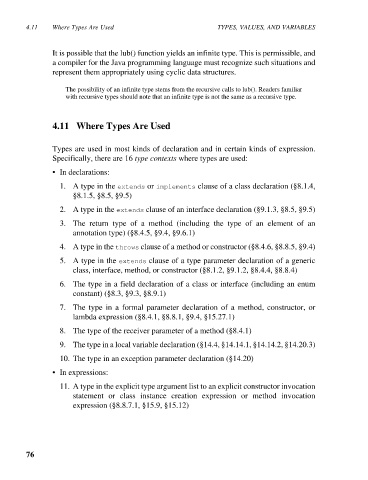 4.11 Where Types Are Used TYPES, VALUES, AND VARIABLES
It is possible that the lub() function yields an infinite type. This is permissible, and
a compiler for the Java programming language must recognize such situations and
represent them appropriately using cyclic data structures.
The possibility of an infinite type stems from the recursive calls to lub(). Readers familiar
with recursive types should note that an infinite type is not the same as a recursive type.
4.11 Where Types Are Used
Types are used in most kinds of declaration and in certain kinds of expression.
Specifically, there are 16 type contexts where types are used:
• In declarations:
1. A type in the extends or implements clause of a class declaration (§8.1.4,
§8.1.5, §8.5, §9.5)
2. A type in the extends clause of an interface declaration (§9.1.3, §8.5, §9.5)
3. The return type of a method (including the type of an element of an
annotation type) (§8.4.5, §9.4, §9.6.1)
4. A type in the throws clause of a method or constructor (§8.4.6, §8.8.5, §9.4)
5. A type in the extends clause of a type parameter declaration of a generic
class, interface, method, or constructor (§8.1.2, §9.1.2, §8.4.4, §8.8.4)
6. The type in a field declaration of a class or interface (including an enum
constant) (§8.3, §9.3, §8.9.1)
7. The type in a formal parameter declaration of a method, constructor, or
lambda expression (§8.4.1, §8.8.1, §9.4, §15.27.1)
8. The type of the receiver parameter of a method (§8.4.1)
9. The type in a local variable declaration (§14.4, §14.14.1, §14.14.2, §14.20.3)
10. The type in an exception parameter declaration (§14.20)
• In expressions:
11. A type in the explicit type argument list to an explicit constructor invocation
statement or class instance creation expression or method invocation
expression (§8.8.7.1, §15.9, §15.12)
76